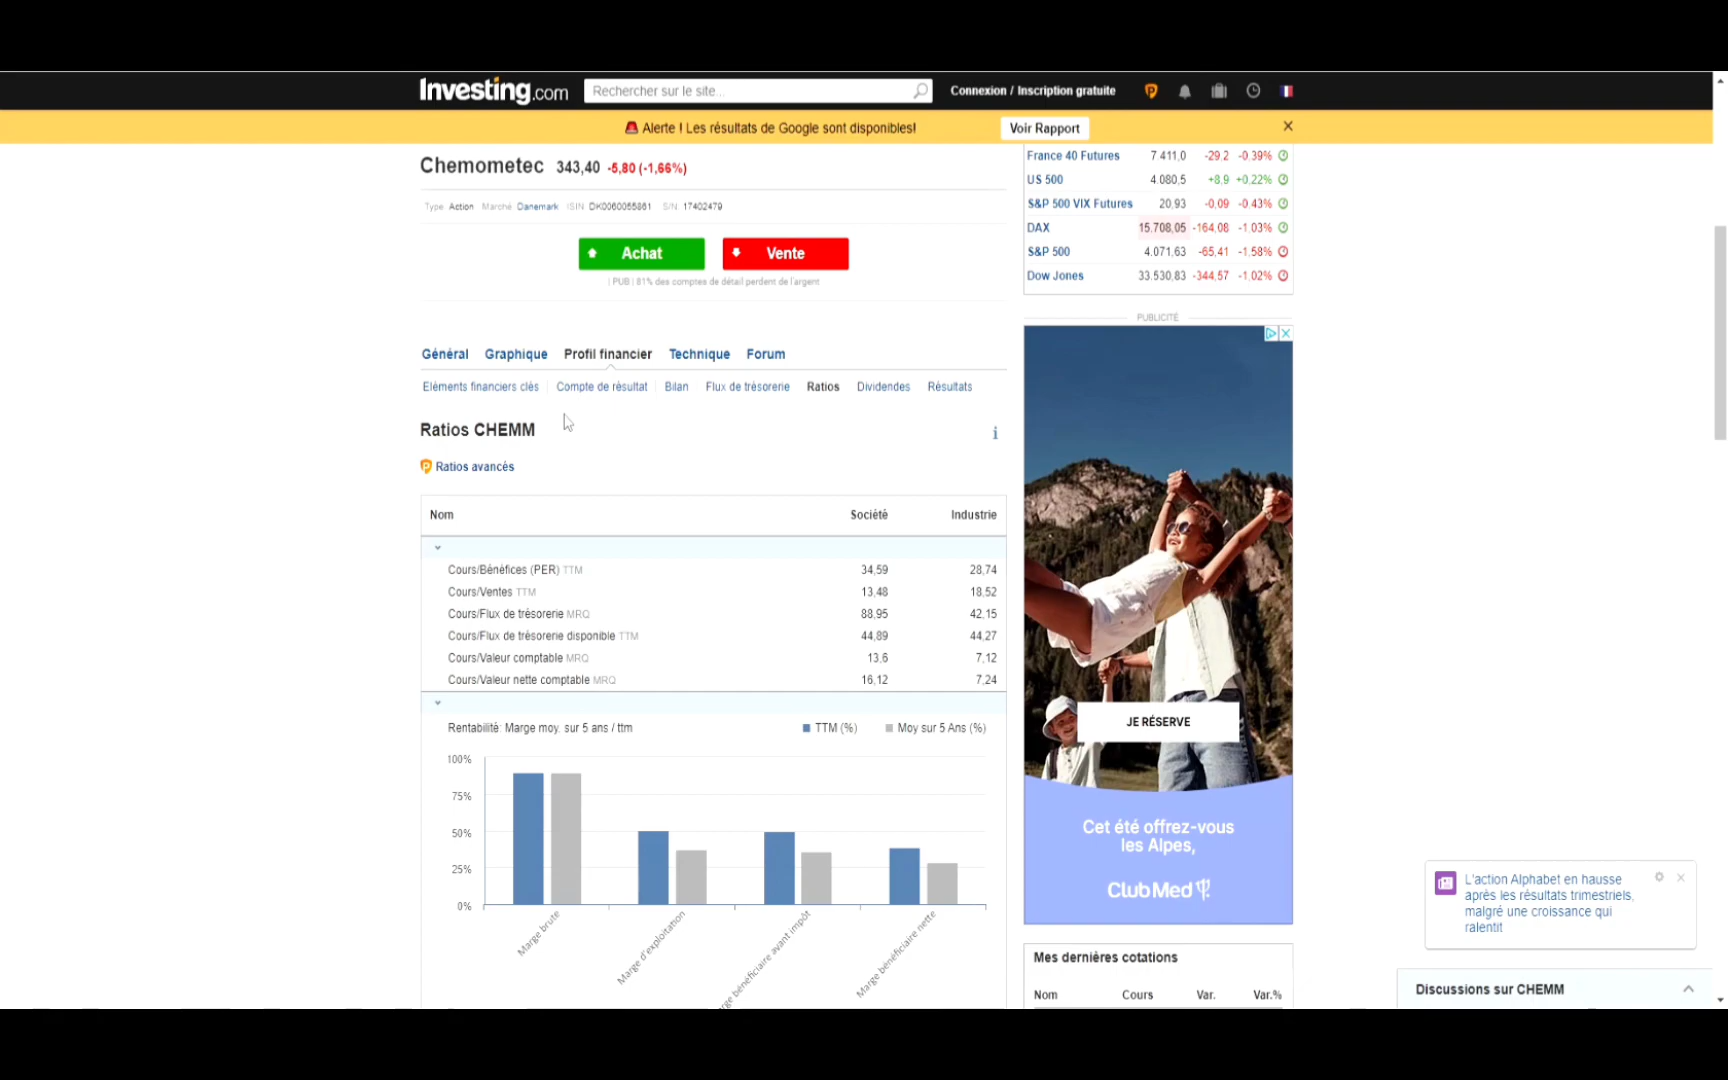 Investing.com
Rechercher sur le site...
Connexion / Inscription gratuite
Alerte ! Les résultats de Google sont disponibles!
Voir Rapport
Chemometec 343,40 -5,80 (-1,66%)
Type: Action Marché: Danemark ISIN: DK0060055861 S/N: 17402479
Achat
Vente
| PUB | 81% des comptes de détail perdent de l'argent
Général Graphique Profil financier Technique Forum
Eléments financiers clés Compte de résultat Bilan Flux de trésorerie Ratios Dividendes Résultats
Ratios CHEMM
i
Ratios avancés
Nom Société Industrie
Cours/Bénéfices (PER) TTM 34,59 28,74
Cours/Ventes TTM 13,48 18,52
Cours/Flux de trésorerie MRQ 88,95 42,15
Cours/Flux de trésorerie disponible TTM 44,89 44,27
Cours/Valeur comptable MRQ 13,6 7,12
Cours/Valeur nette comptable MRQ 16,12 7,24
Rentabilité: Marge moy. sur 5 ans / ttm
TTM (%) Moy sur 5 Ans (%)
100%
75%
50%
25%
0%
Marge brute
Marge d'exploitation
rge bénéficiaire avant impôt
Marge bénéficiaire nette
France 40 Futures 7.411,0 -29,2 -0,39%
US 500 4.080,5 +8,9 +0,22%
S&P 500 VIX Futures 20,93 -0,09 -0,43%
DAX 15.708,05 -164,08 -1,03%
S&P 500 4.071,63 -65,41 -1,58%
Dow Jones 33.530,83 -344,57 -1,02%
PUBLICITÉ
JE RÉSERVE
Cet été offrez-vous
les Alpes,
Club Med
Mes dernières cotations
Nom Cours Var. Var.%
L'action Alphabet en hausse
après les résultats trimestriels,
malgré une croissance qui
ralentit
Discussions sur CHEMM